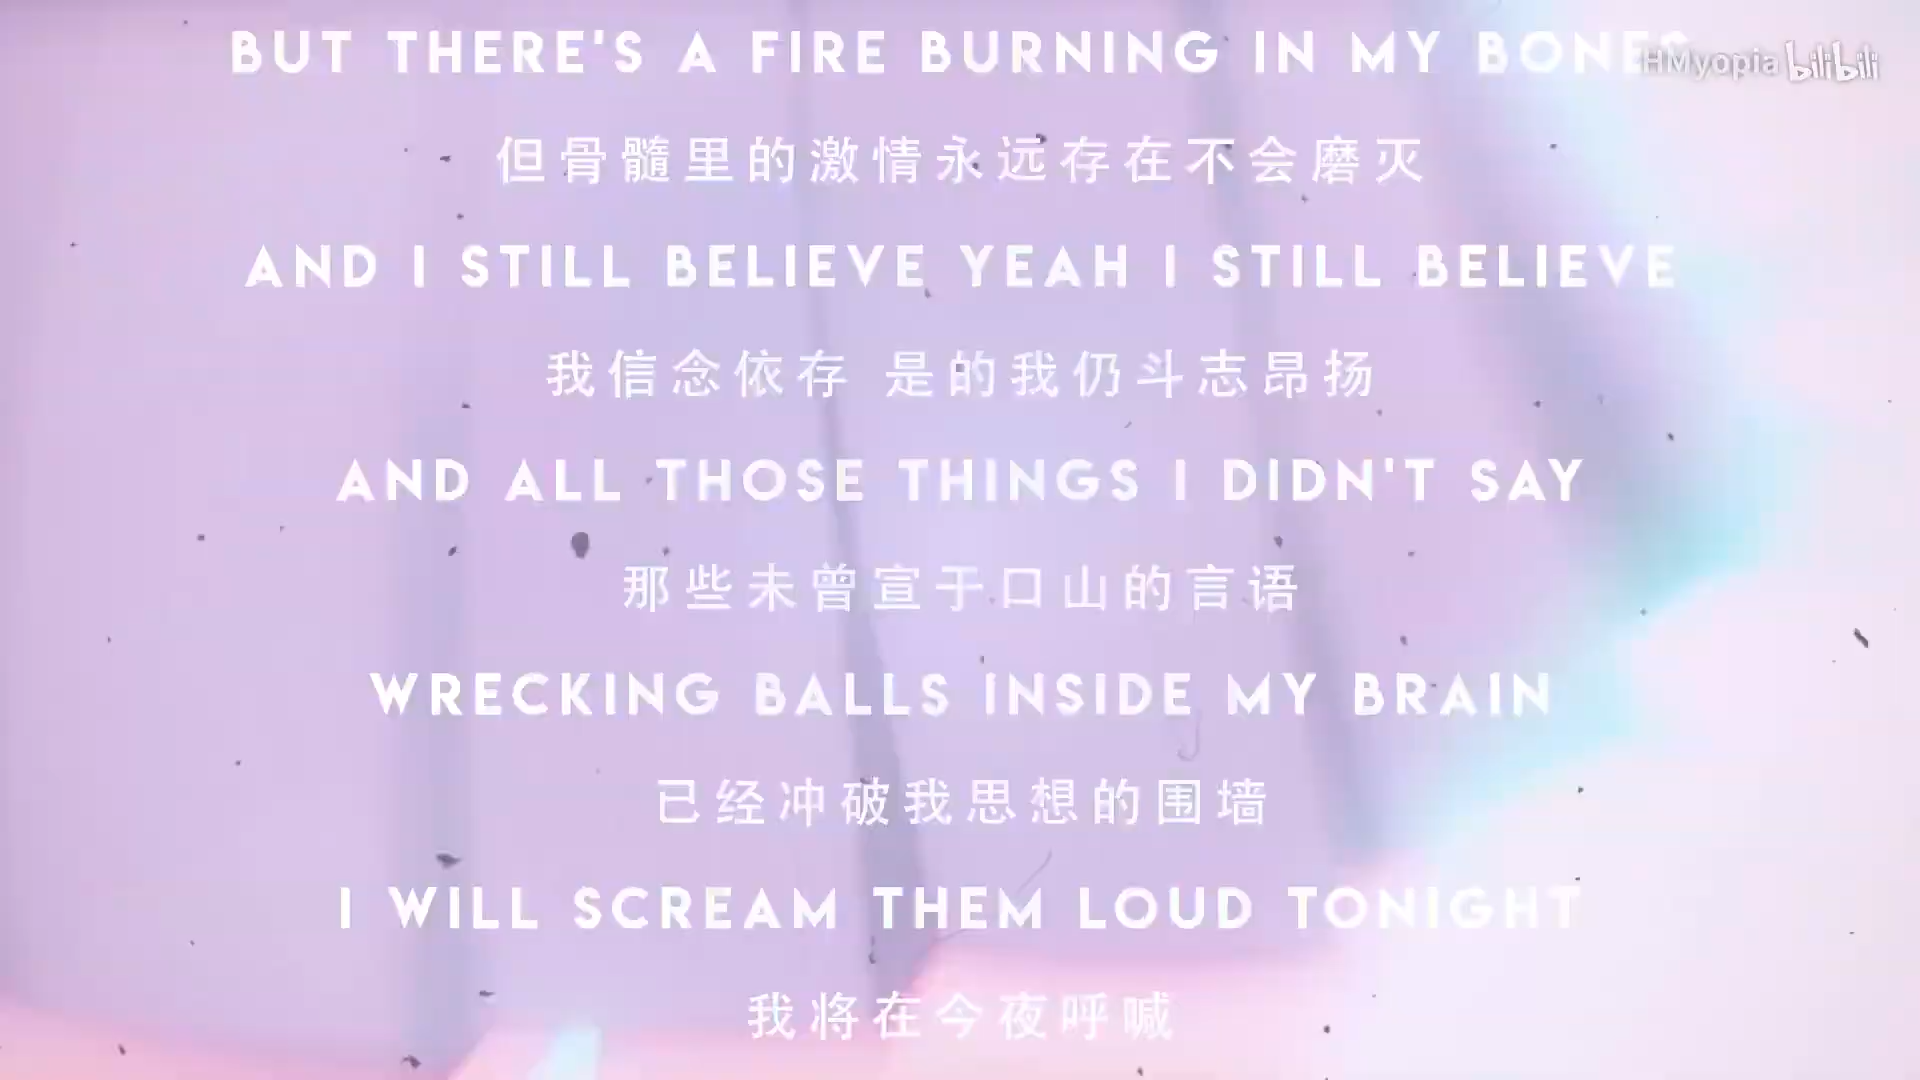 BUT THERE'S A FIRE BURNING IN MY BONES
HMyopia bilibili
但骨髓里的激情永远存在不会磨灭
AND I STILL BELIEVE YEAH I STILL BELIEVE
我信念依存 是的我仍斗志昂扬
AND ALL THOSE THINGS I DIDN'T SAY
那些未曾宣于口山的言语
WRECKING BALLS INSIDE MY BRAIN
已经冲破我思想的围墙
I WILL SCREAM THEM LOUD TONIGHT
我将在今夜呼喊